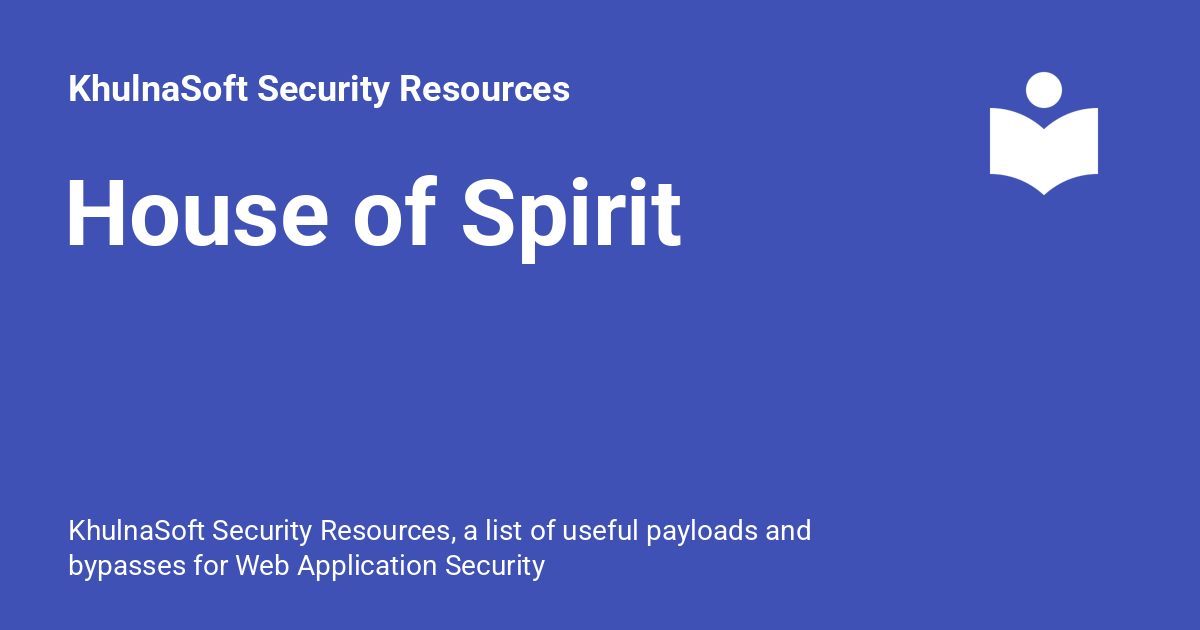 KhulnaSoft Security Resources
House of Spirit
KhulnaSoft Security Resources, a list of useful payloads and
bypasses for Web Application Security